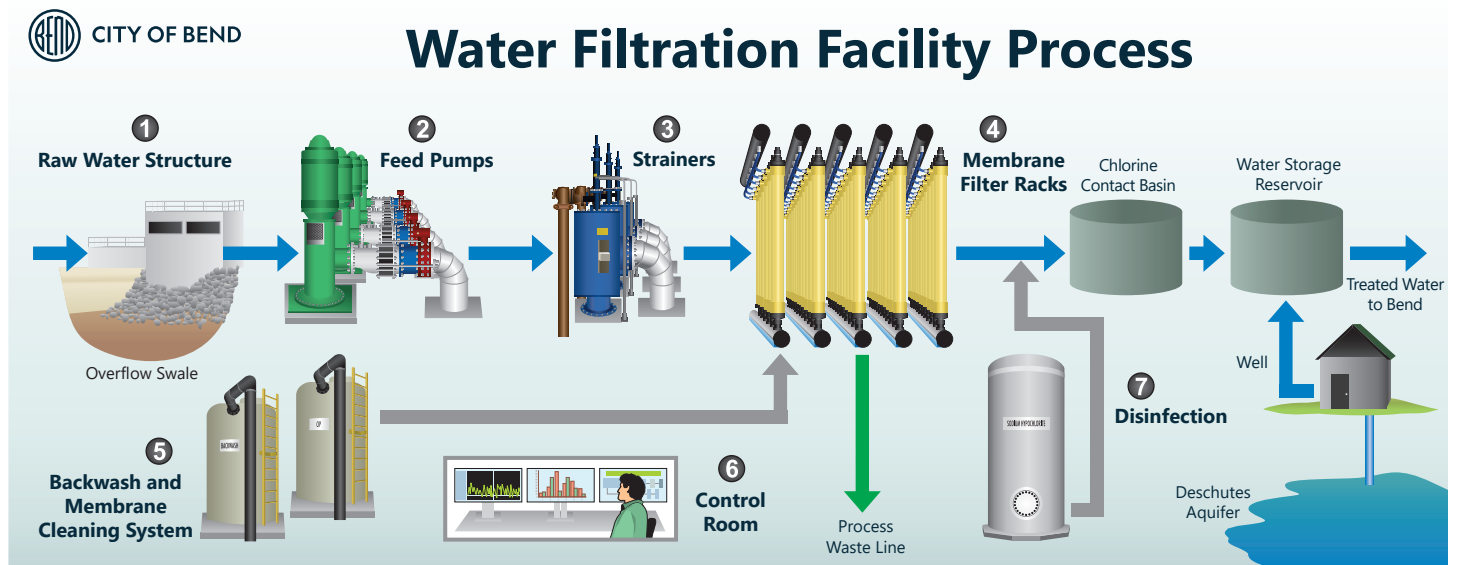 BEND
CITY OF BEND
Water Filtration Facility Process
1
Raw Water Structure
2
Feed Pumps
3
Strainers
4
Membrane
Filter Racks
Chlorine
Contact Basin
Water Storage
Reservoir
Treated Water
to Bend
Overflow Swale
Well
5
Backwash and
Membrane
Cleaning System
BACKWASH
CIP
6
Control
Room
Process
Waste Line
SODIUM HYPOCHLORITE
7
Disinfection
Deschutes
Aquifer